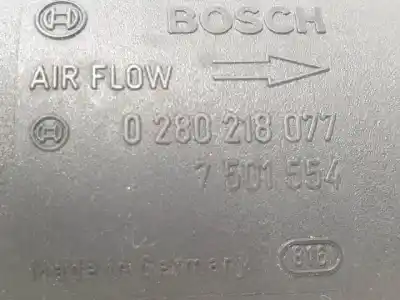 BOSCH
AIR FLOW
0 280 218 077
7 501 554
Made in Germany 816